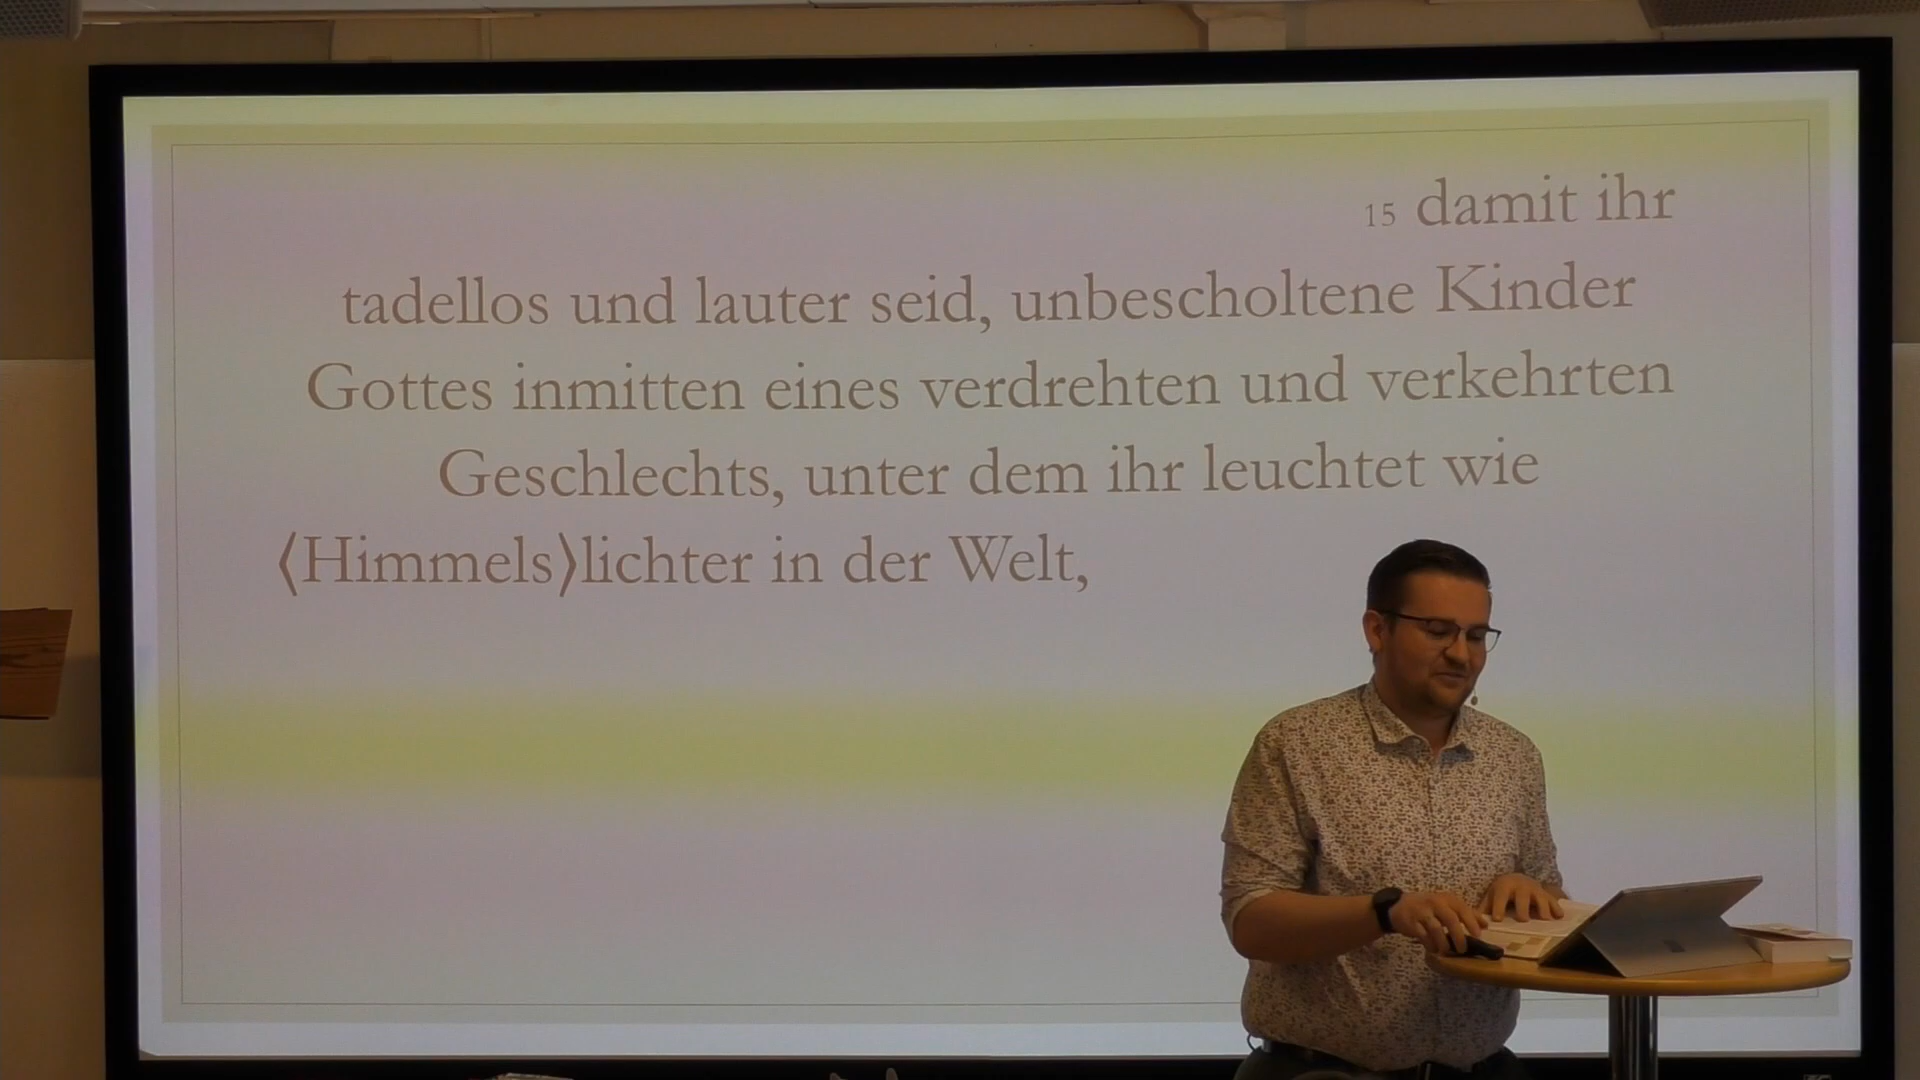 15 damit ihr
tadellos und lauter seid, unbescholtene Kinder
Gottes inmitten eines verdrehten und verkehrten
Geschlechts, unter dem ihr leuchtet wie
⟨Himmels⟩lichter in der Welt,